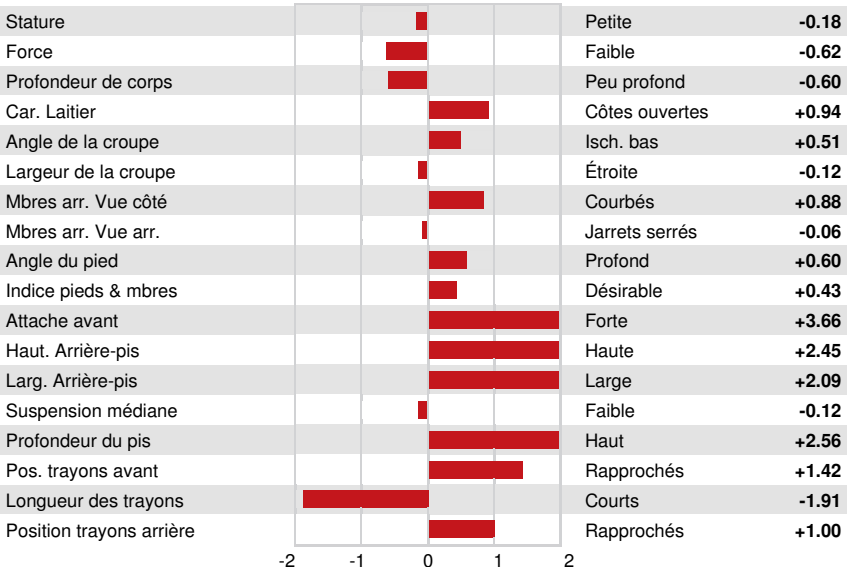 Stature Petite -0.18
Force Faible -0.62
Profondeur de corps Peu profond -0.60
Car. Laitier Côtes ouvertes +0.94
Angle de la croupe Isch. bas +0.51
Largeur de la croupe Étroite -0.12
Mbres arr. Vue côté Courbés +0.88
Mbres arr. Vue arr. Jarrets serrés -0.06
Angle du pied Profond +0.60
Indice pieds & mbres Désirable +0.43
Attache avant Forte +3.66
Haut. Arrière-pis Haute +2.45
Larg. Arrière-pis Large +2.09
Suspension médiane Faible -0.12
Profondeur du pis Haut +2.56
Pos. trayons avant Rapprochés +1.42
Longueur des trayons Courts -1.91
Position trayons arrière Rapprochés +1.00
-2 -1 0 1 2